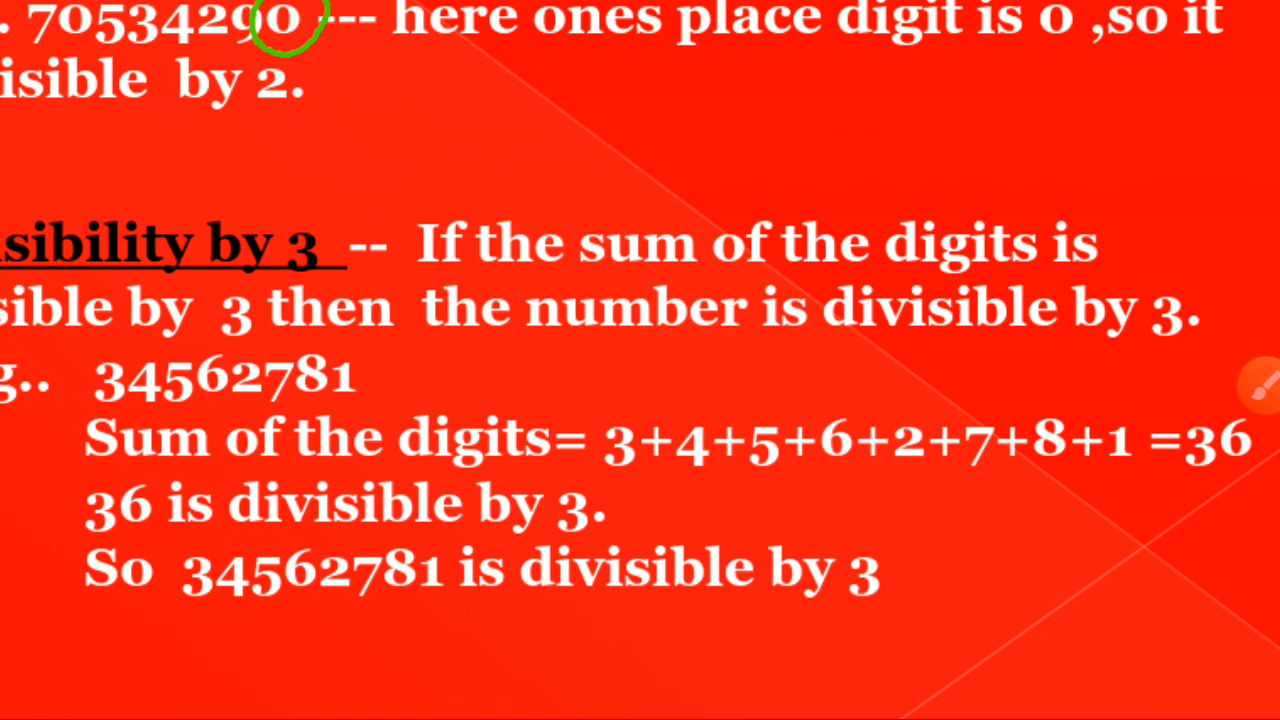 . 70534290 --- here ones place digit is 0 ,so it
isible by 2.
isibility by 3 -- If the sum of the digits is
sible by 3 then the number is divisible by 3.
g.. 34562781
Sum of the digits= 3+4+5+6+2+7+8+1 =36
36 is divisible by 3.
So 34562781 is divisible by 3